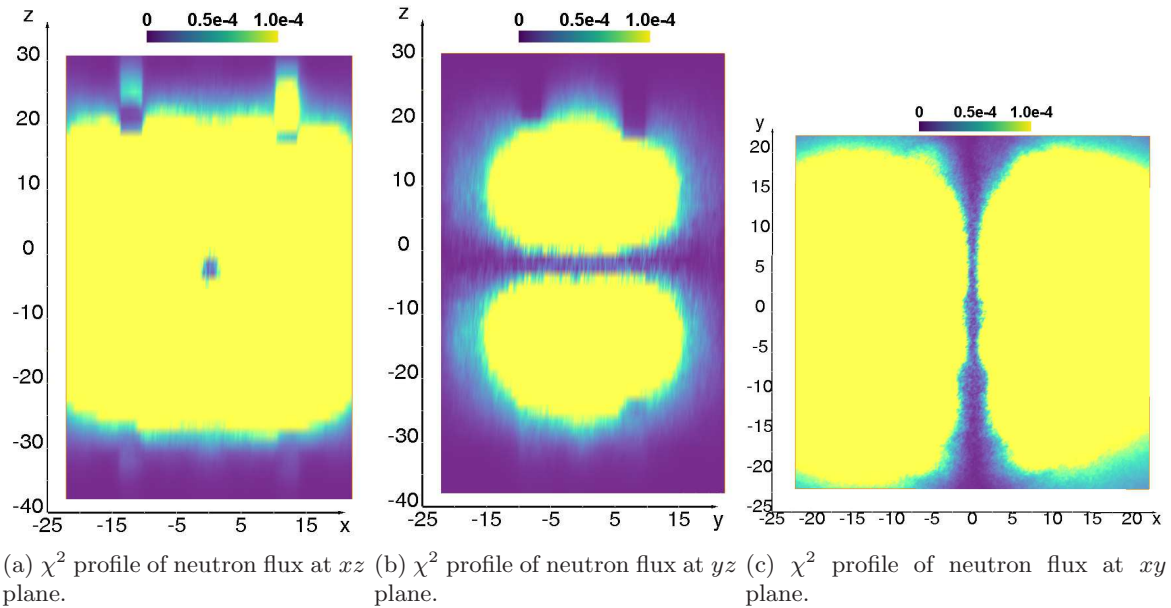 z
0 0.5e-4 1.0e-4
30
20
10
0
-10
-20
-30
-40
-25 -15 -5 5 15 x
z
0 0.5e-4 1.0e-4
30
20
10
0
-10
-20
-30
-40
-25 -15 -5 5 15 y
0 0.5e-4 1.0e-4
y
20
15
10
5
0
-5
-10
-15
-20
-25
-25 -20 -15 -10 -5 0 5 10 15 20 x
(a) χ² profile of neutron flux at xz
plane.
(b) χ² profile of neutron flux at yz
plane.
(c) χ² profile of neutron flux at xy
plane.